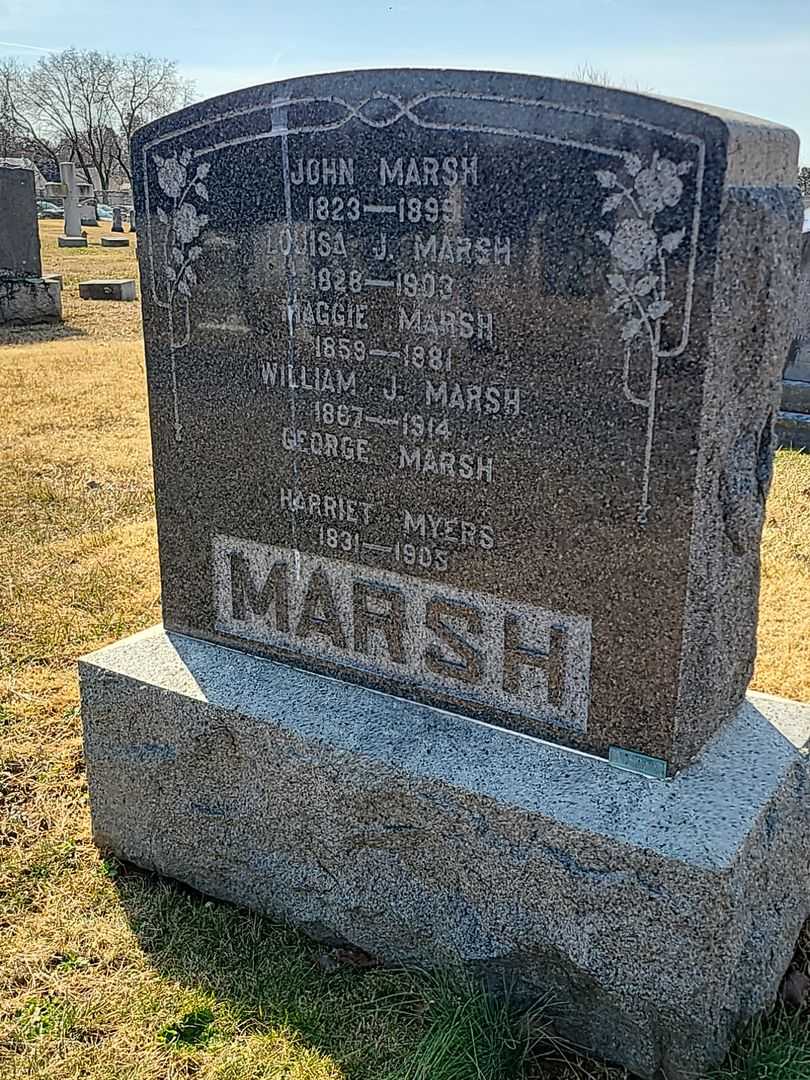 JOHN MARSH
1823—1895
LOUISA J. MARSH
1828—1903
MAGGIE MARSH
1859—1881
WILLIAM J. MARSH
1867—1914
GEORGE MARSH
HARRIET MYERS
1831—1905
MARSH